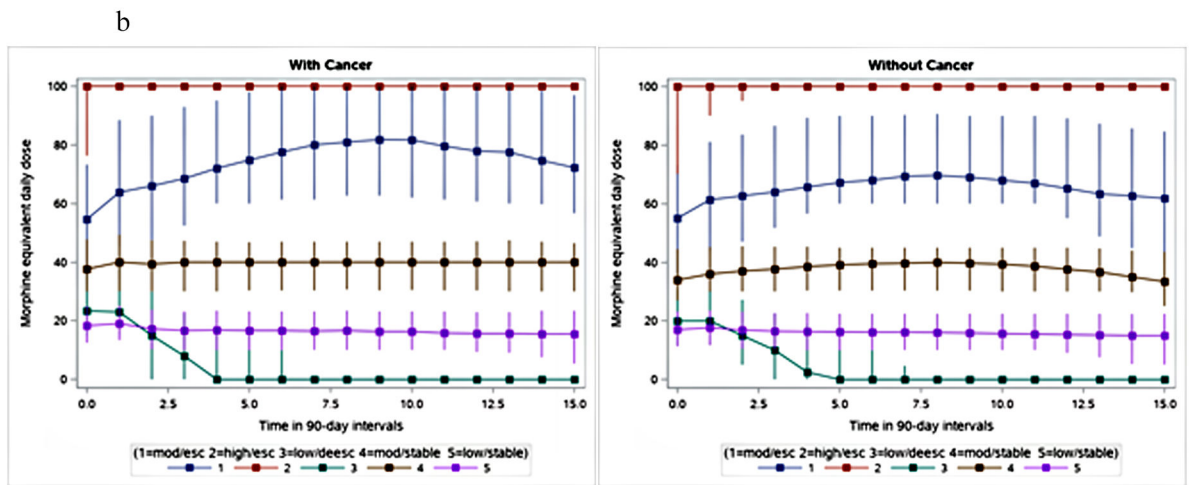 b
With Cancer
Morphine equivalent daily dose
100
80
60
40
20
0
0.0 2.5 5.0 7.5 10.0 12.5 15.0
Time in 90-day intervals
(1=mod/esc 2=high/esc 3=low/deesc 4=mod/stable 5=low/stable)
1 2 3 4 5
Without Cancer
Morphine equivalent daily dose
100
80
60
40
20
0
0.0 2.5 5.0 7.5 10.0 12.5 15.0
Time in 90-day intervals
(1=mod/esc 2=high/esc 3=low/deesc 4=mod/stable 5=low/stable)
1 2 3 4 5